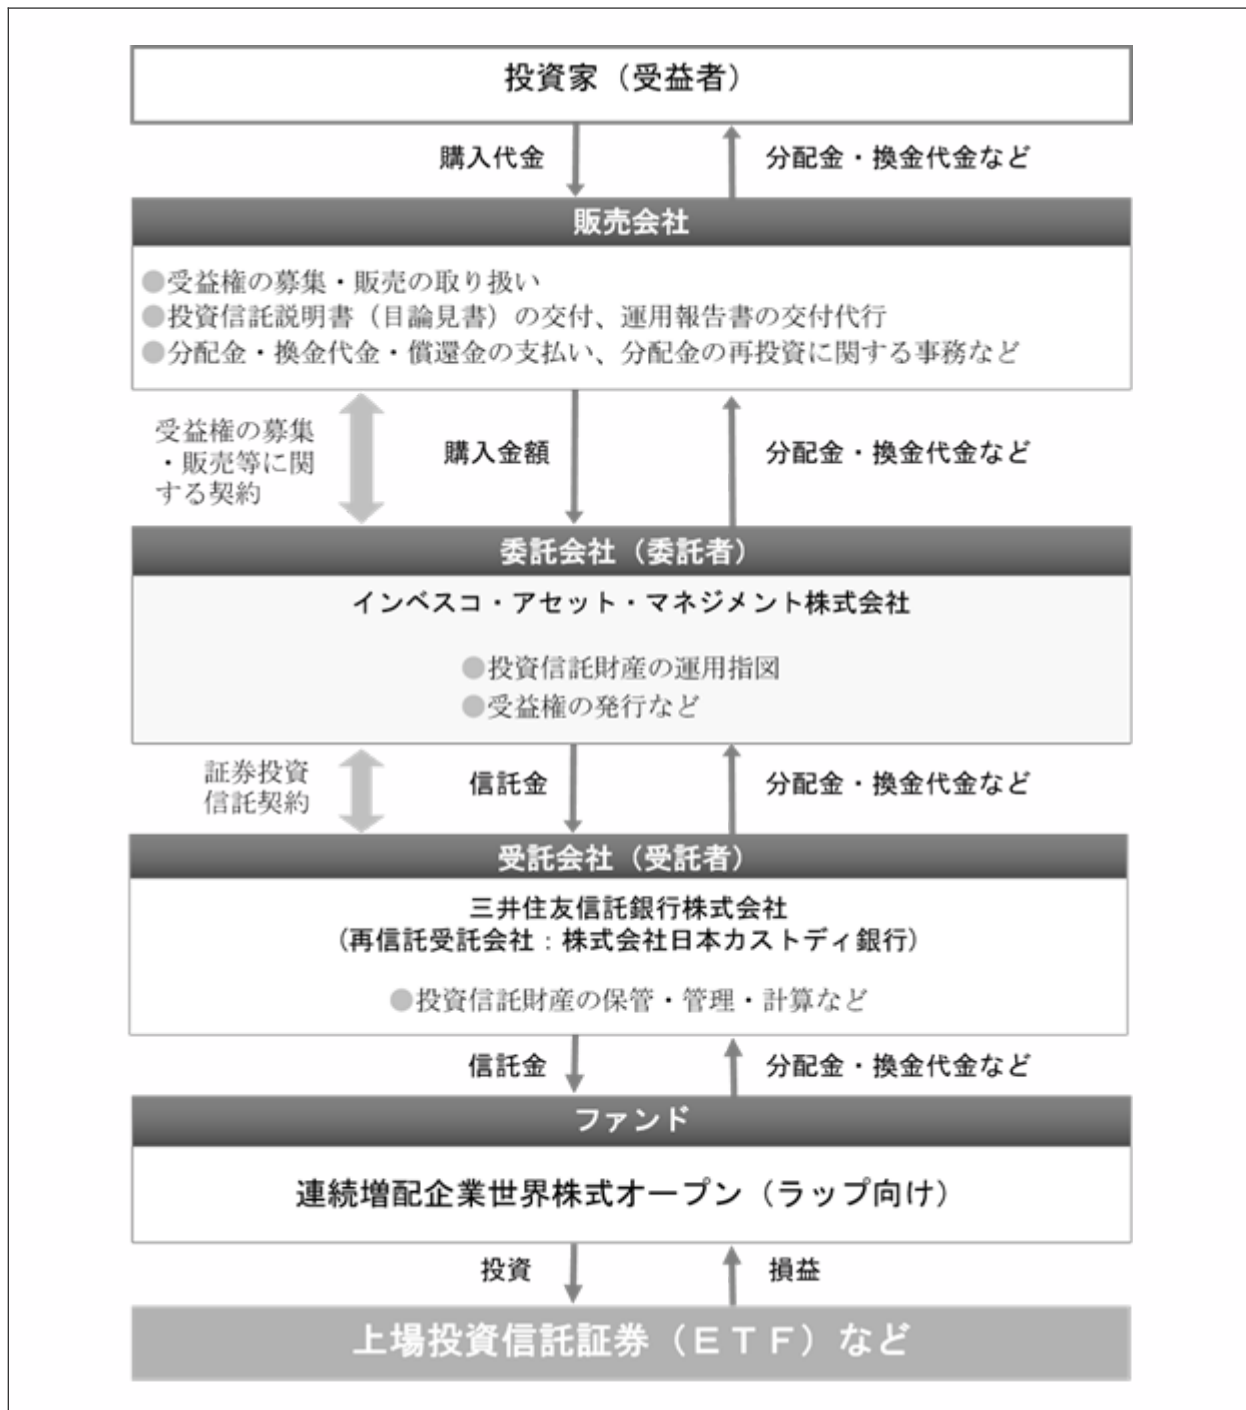 投資家（受益者）
購入代金
分配金・換金代金など
販売会社
●受益権の募集・販売の取り扱い
●投資信託説明書（目論見書）の交付、運用報告書の交付代行
●分配金・換金代金・償還金の支払い、分配金の再投資に関する事務など
受益権の募集
・販売等に関
する契約
購入金額
分配金・換金代金など
委託会社（委託者）
インベスコ・アセット・マネジメント株式会社
●投資信託財産の運用指図
●受益権の発行など
証券投資
信託契約
信託金
分配金・換金代金など
受託会社（受託者）
三井住友信託銀行株式会社
（再信託受託会社：株式会社日本カストディ銀行）
●投資信託財産の保管・管理・計算など
信託金
分配金・換金代金など
ファンド
連続増配企業世界株式オープン（ラップ向け）
投資
損益
上場投資信託証券（ＥＴＦ）など